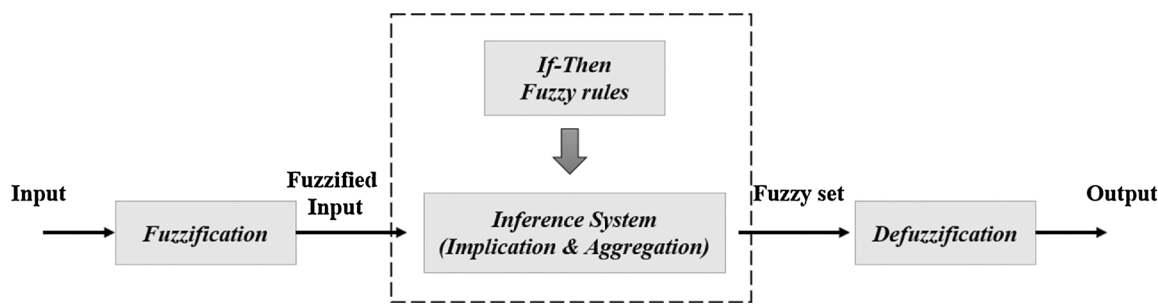 If-Then
Fuzzy rules
Input
Fuzzification
Fuzzified
Input
Inference System
(Implication & Aggregation)
Fuzzy set
Defuzzification
Output